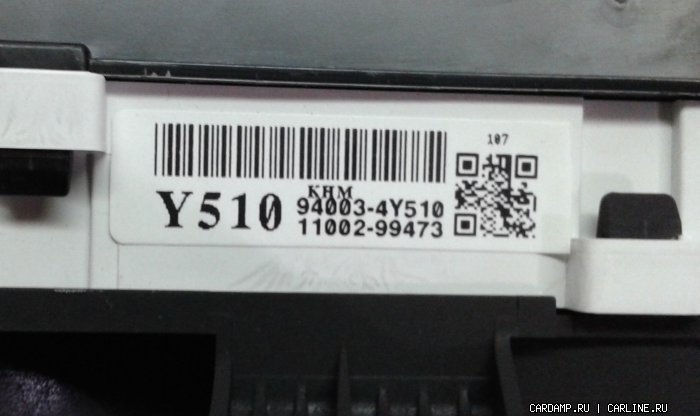 107
KHM
Y510 94003-4Y510
11002-99473
CARDAMP.RU | CARLINE.RU